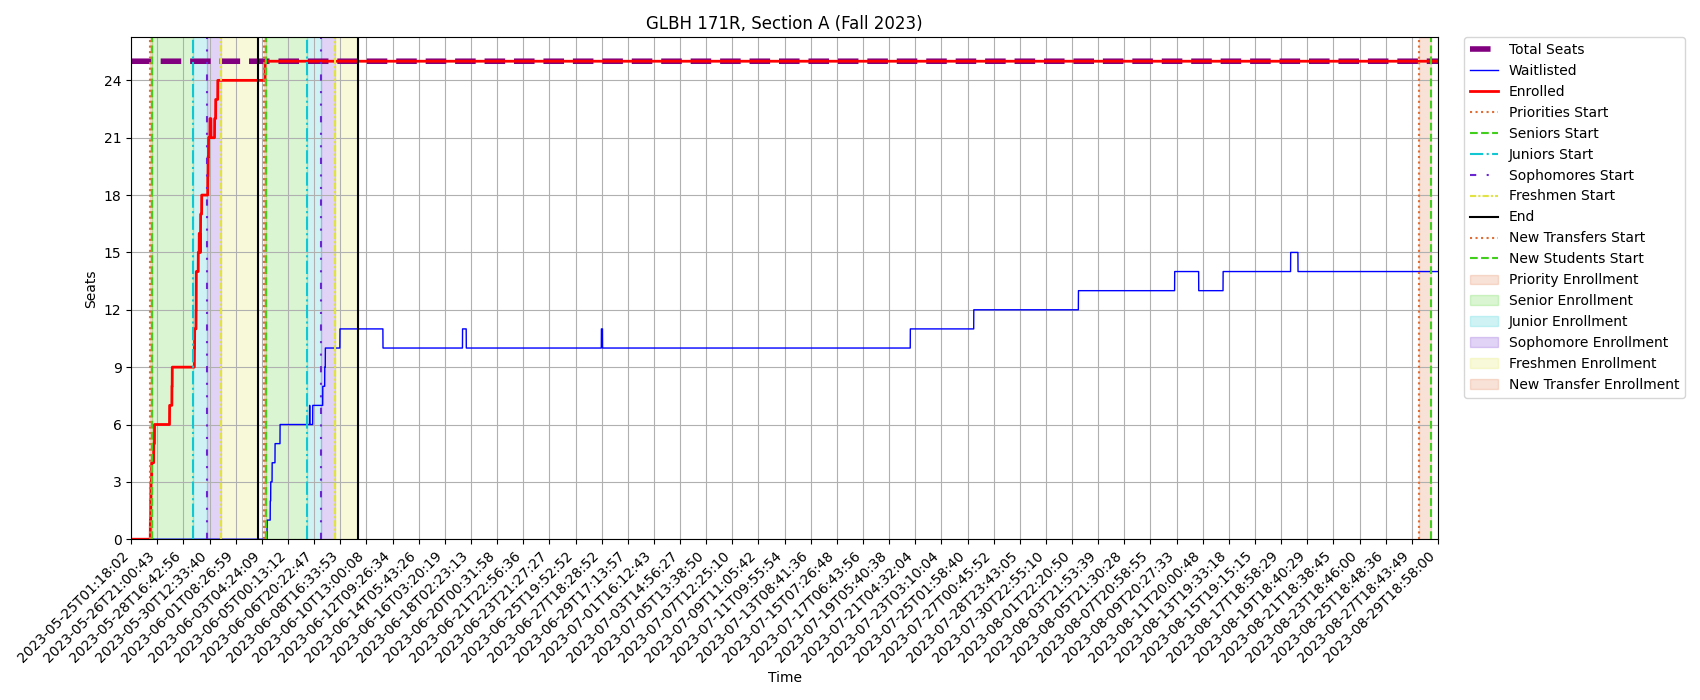 GLBH 171R, Section A (Fall 2023)
Seats
24
21
18
15
12
9
6
3
0
2023-05-25T01:18:02
2023-05-26T21:00:43
2023-05-28T16:42:56
2023-05-30T12:33:40
2023-06-01T08:26:59
2023-06-03T04:24:09
2023-06-05T00:13:12
2023-06-06T20:22:47
2023-06-08T16:33:53
2023-06-10T13:00:08
2023-06-12T09:26:34
2023-06-14T05:43:26
2023-06-16T03:20:19
2023-06-18T02:23:13
2023-06-20T00:31:58
2023-06-21T22:56:36
2023-06-23T21:27:27
2023-06-25T19:52:52
2023-06-27T18:28:52
2023-06-29T17:13:57
2023-07-01T16:12:43
2023-07-03T14:56:27
2023-07-05T13:38:50
2023-07-07T12:25:10
2023-07-09T11:05:42
2023-07-11T09:55:54
2023-07-13T08:41:36
2023-07-15T07:26:48
2023-07-17T06:43:56
2023-07-19T05:40:38
2023-07-21T04:32:04
2023-07-23T03:10:04
2023-07-25T01:58:40
2023-07-27T00:45:52
2023-07-28T23:43:05
2023-07-30T22:55:10
2023-08-01T22:20:50
2023-08-03T21:53:39
2023-08-05T21:30:28
2023-08-07T20:58:55
2023-08-09T20:27:33
2023-08-11T20:00:48
2023-08-13T19:33:18
2023-08-15T19:15:15
2023-08-17T18:58:29
2023-08-19T18:40:29
2023-08-21T18:38:45
2023-08-23T18:46:00
2023-08-25T18:48:36
2023-08-27T18:43:49
2023-08-29T18:58:00
Time
Total Seats
Waitlisted
Enrolled
Priorities Start
Seniors Start
Juniors Start
Sophomores Start
Freshmen Start
End
New Transfers Start
New Students Start
Priority Enrollment
Senior Enrollment
Junior Enrollment
Sophomore Enrollment
Freshmen Enrollment
New Transfer Enrollment